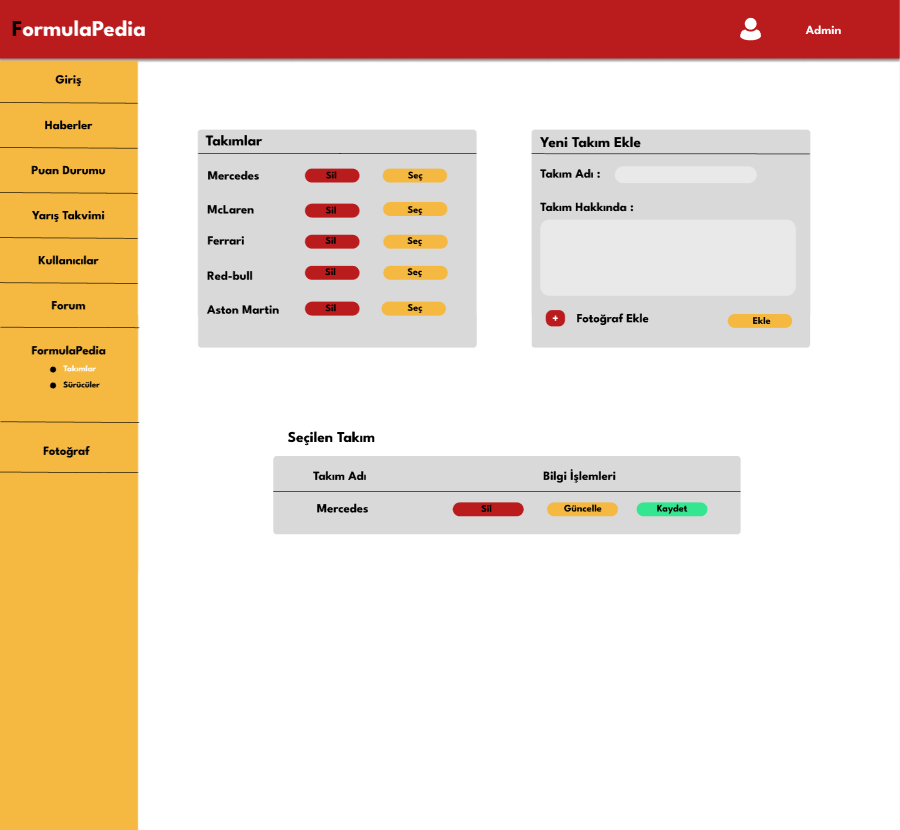 FormulaPedia
Admin
Giriş
Haberler
Puan Durumu
Yarış Takvimi
Kullanıcılar
Forum
FormulaPedia
Takımlar
Sürücüler
Fotoğraf
Takımlar
Mercedes Sil Seç
McLaren Sil Seç
Ferrari Sil Seç
Red-bull Sil Seç
Aston Martin Sil Seç
Yeni Takım Ekle
Takım Adı :
Takım Hakkında :
+ Fotoğraf Ekle
Ekle
Seçilen Takım
Takım Adı Bilgi İşlemleri
Mercedes Sil Güncelle Kaydet